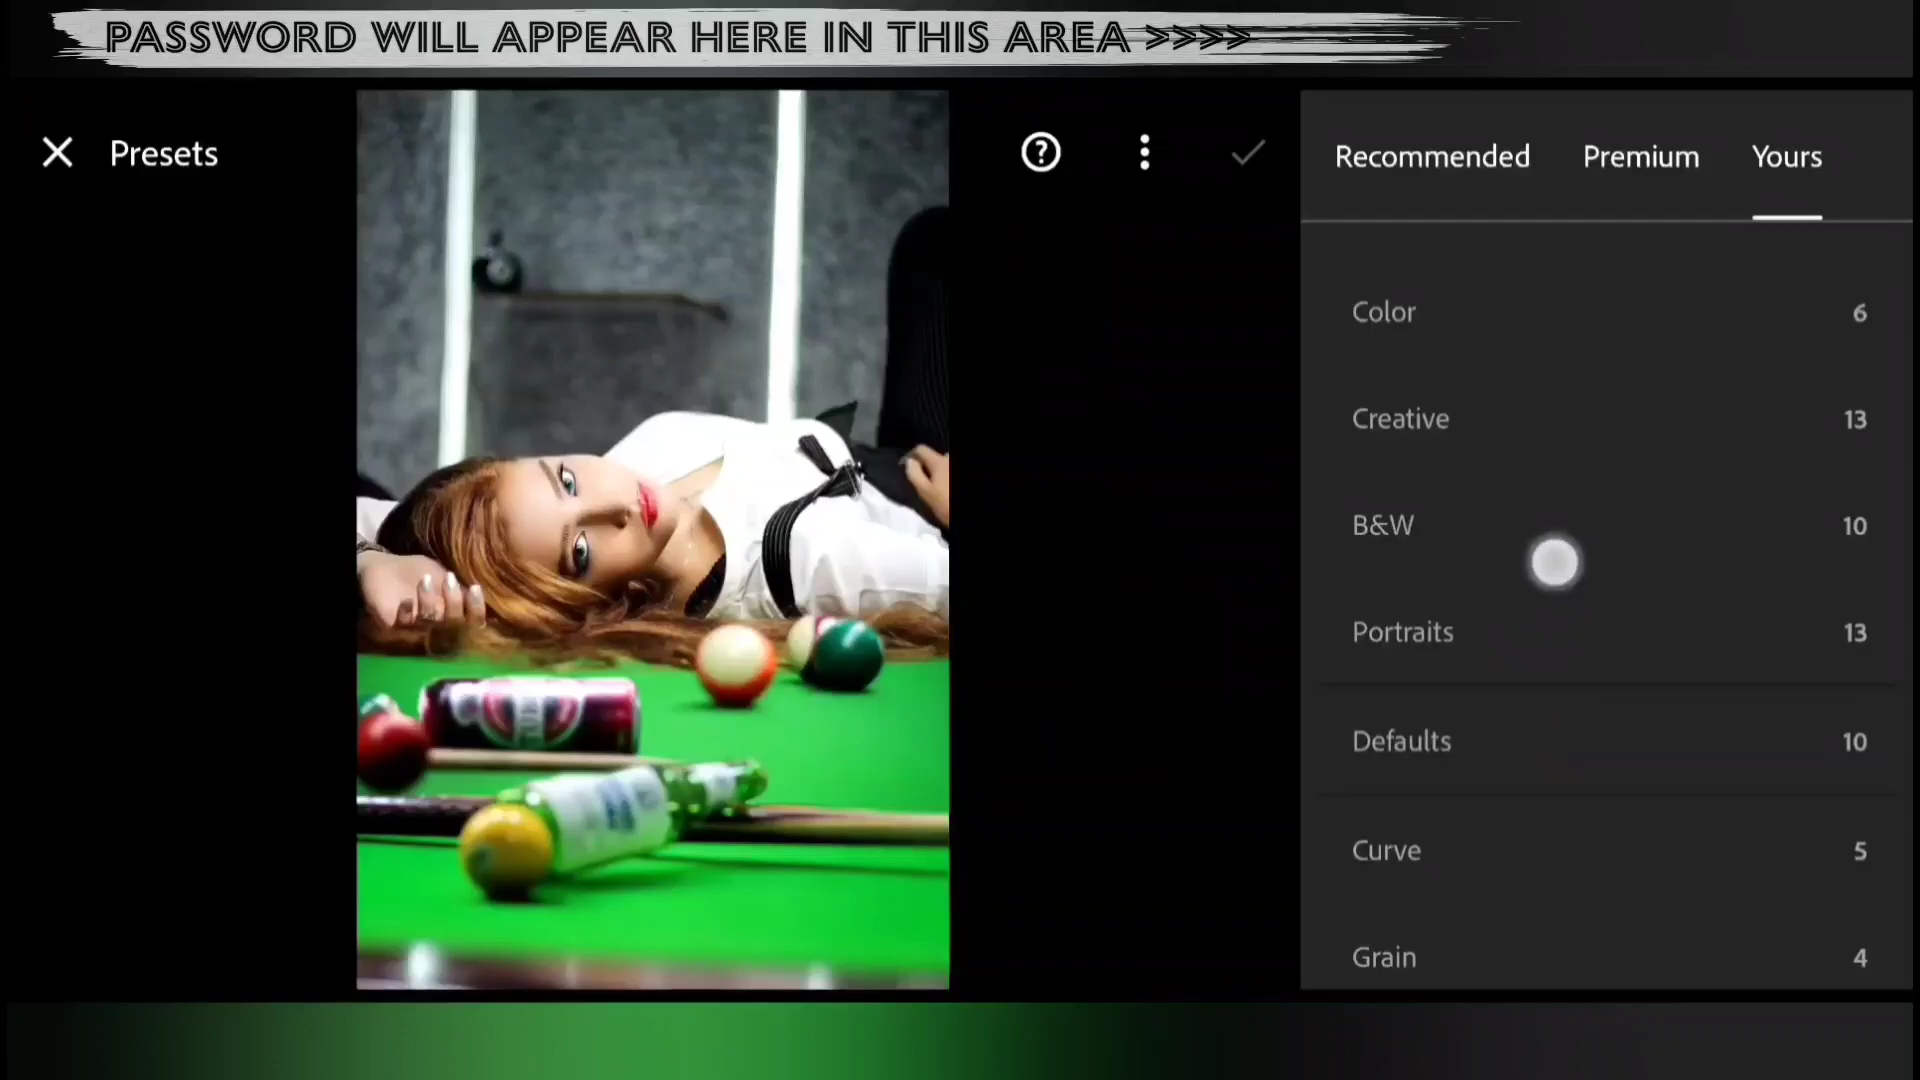 PASSWORD WILL APPEAR HERE IN THIS AREA >>>>
Presets
Recommended Premium Yours
Color 6
Creative 13
B&W 10
Portraits 13
Defaults 10
Curve 5
Grain 4